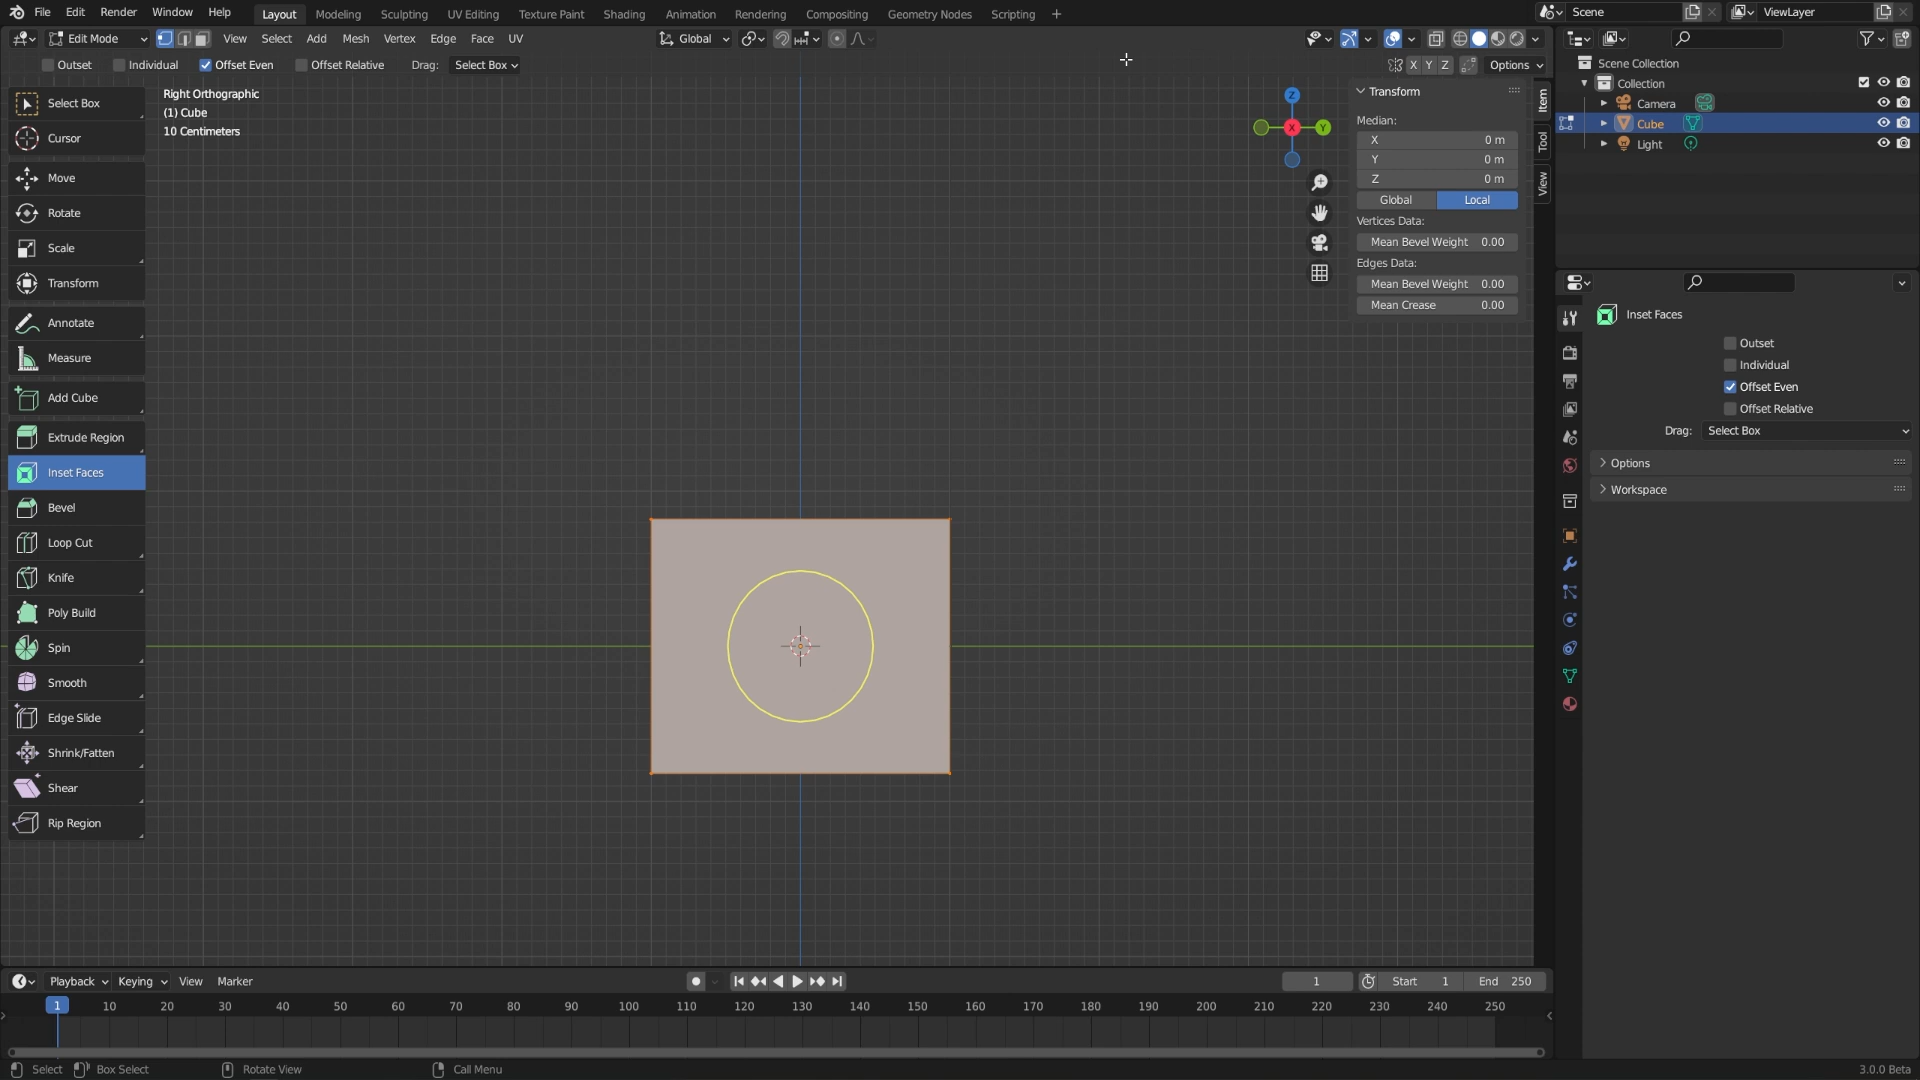 File Edit Render Window Help Layout Modeling Sculpting UV Editing Texture Paint Shading Animation Rendering Compositing Geometry Nodes Scripting + Scene ViewLayer
Edit Mode View Select Add Mesh Vertex Edge Face UV Global
Outset Individual Offset Even Offset Relative Drag: Select Box X Y Z Options
Select Box
Cursor
Move
Rotate
Scale
Transform
Annotate
Measure
Add Cube
Extrude Region
Inset Faces
Bevel
Loop Cut
Knife
Poly Build
Spin
Smooth
Edge Slide
Shrink/Fatten
Shear
Rip Region
Right Orthographic
(1) Cube
10 Centimeters
Z
X
Y
Transform
Median:
X 0 m
Y 0 m
Z 0 m
Global Local
Vertices Data:
Mean Bevel Weight 0.00
Edges Data:
Mean Bevel Weight 0.00
Mean Crease 0.00
Item
Tool
View
Scene Collection
Collection
Camera
Cube
Light
Inset Faces
Outset
Individual
Offset Even
Offset Relative
Drag: Select Box
Options
Workspace
Playback Keying View Marker 1 Start 1 End 250
1 10 20 30 40 50 60 70 80 90 100 110 120 130 140 150 160 170 180 190 200 210 220 230 240 250
Select Box Select Rotate View Call Menu 3.0.0 Beta